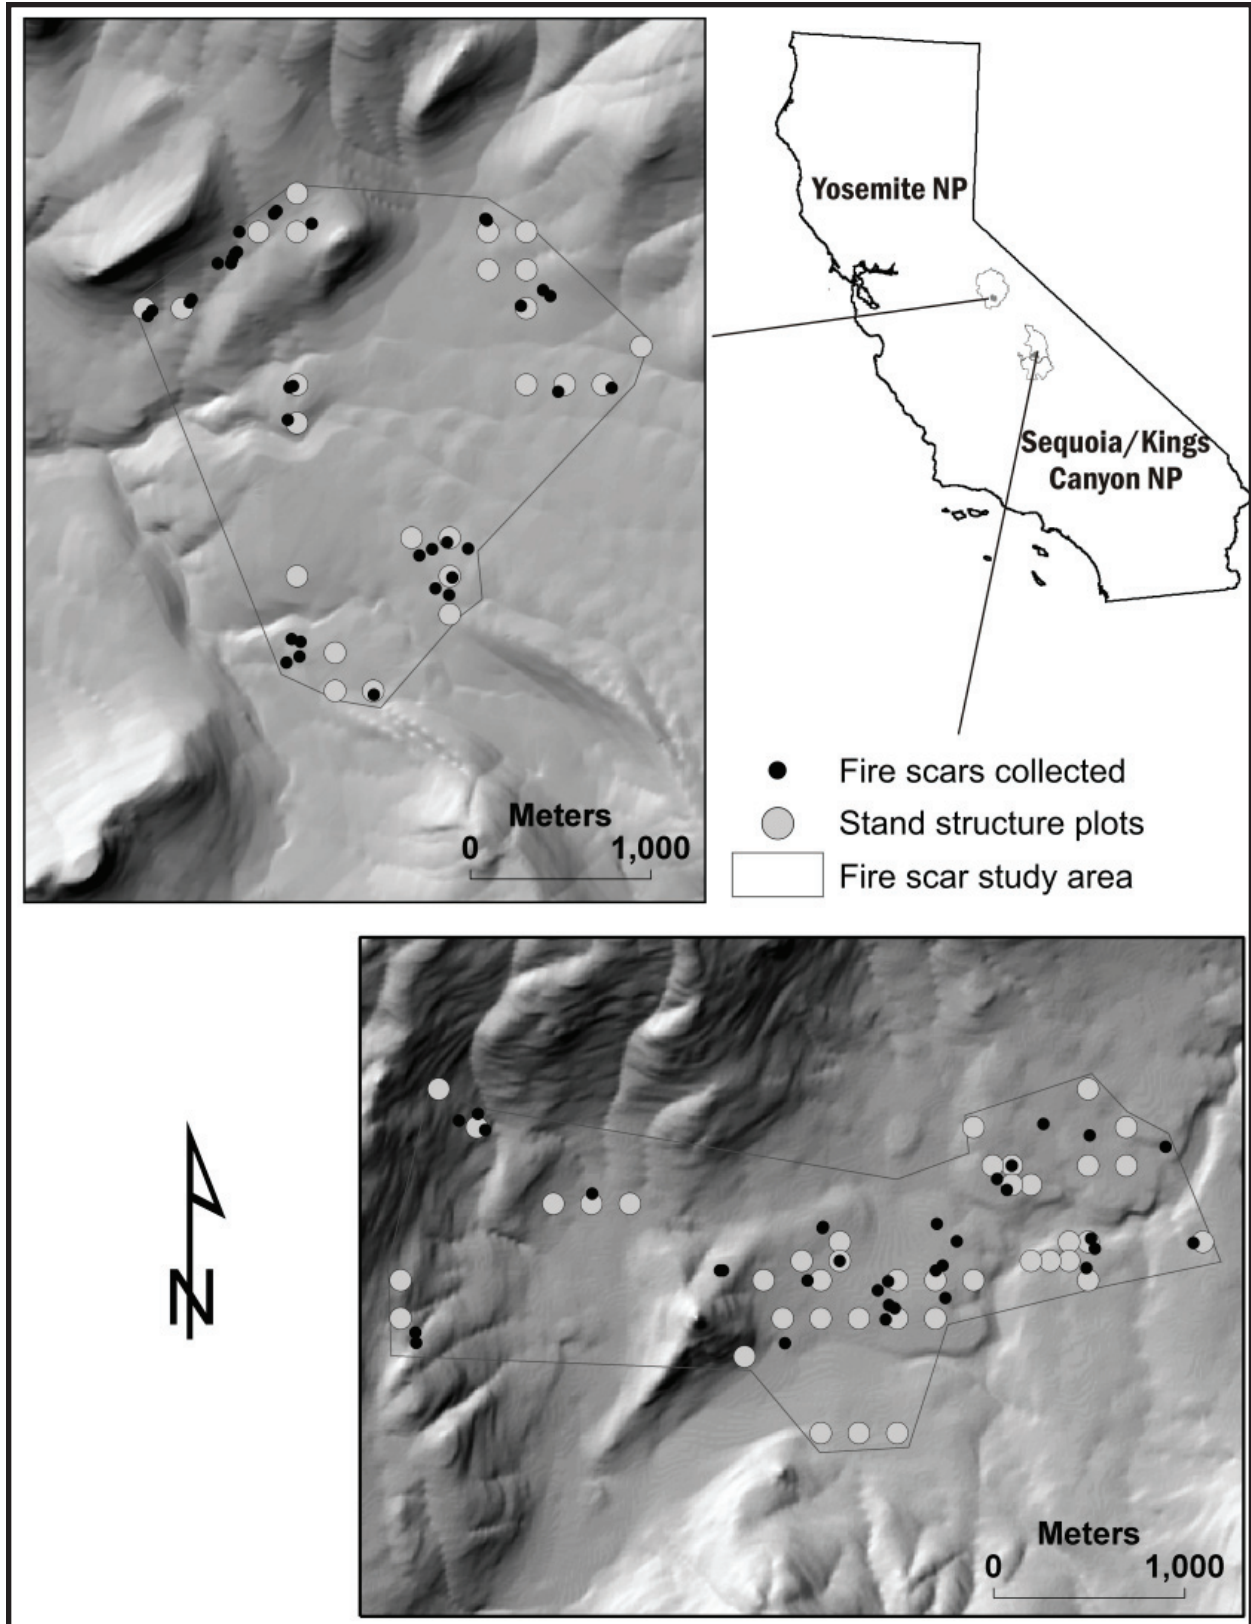 Yosemite NP
Sequoia/Kings
Canyon NP
Fire scars collected
Stand structure plots
Fire scar study area
Meters
0 1,000
N
Meters
0 1,000